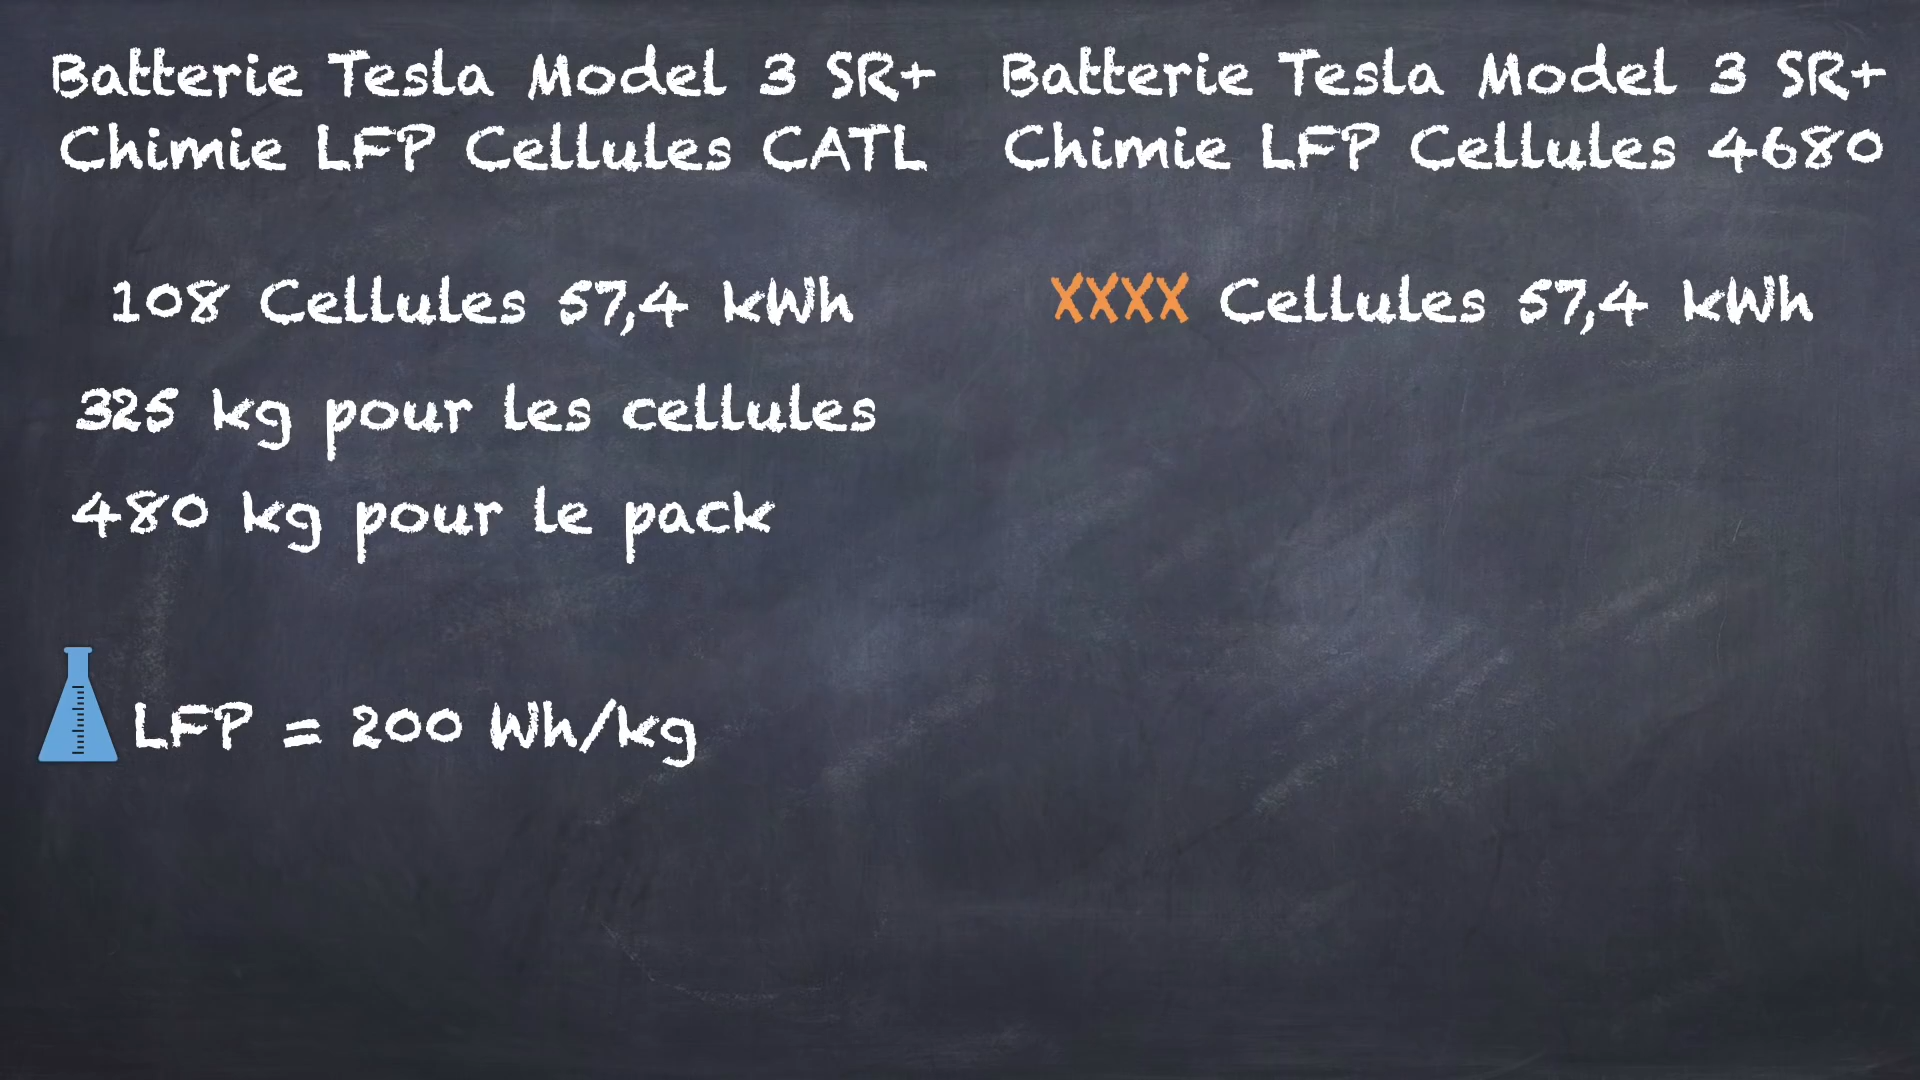 Batterie Tesla Model 3 SR+
Chimie LFP Cellules CATL
108 Cellules 57,4 kWh
325 kg pour les cellules
480 kg pour le pack
LFP = 200 Wh/kg
Batterie Tesla Model 3 SR+
Chimie LFP Cellules 4680
XXXX Cellules 57,4 kWh